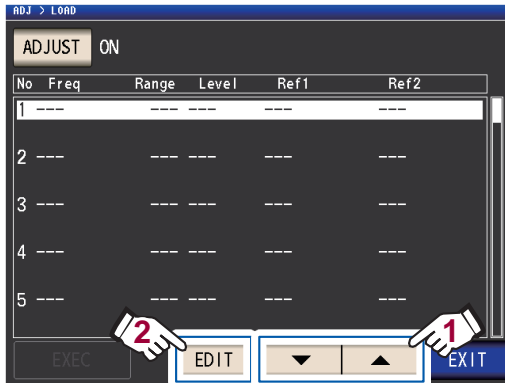 ADJ > LOAD
ADJUST ON
No Freq Range Level Ref1 Ref2
1 --- --- --- --- ---
2 --- --- --- --- ---
3 --- --- --- --- ---
4 --- --- --- --- ---
5 --- --- --- --- ---
2 1
EXEC EDIT ▼ ▲ EXIT